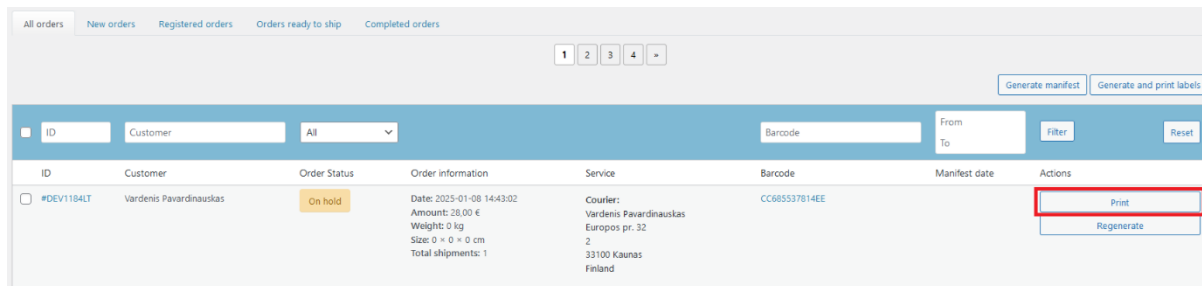 All orders New orders Registered orders Orders ready to ship Completed orders
1 2 3 4 »
Generate manifest Generate and print labels
ID Customer All Barcode From To Filter Reset
ID Customer Order Status Order information Service Barcode Manifest date Actions
#DEV1184LT Vardenis Pavardinauskas On hold
Date: 2025-01-08 14:43:02
Amount: 28,00 €
Weight: 0 kg
Size: 0 × 0 × 0 cm
Total shipments: 1
Courier:
Vardenis Pavardinauskas
Europos pr. 32
2
33100 Kaunas
Finland
CC685537814EE
Print
Regenerate